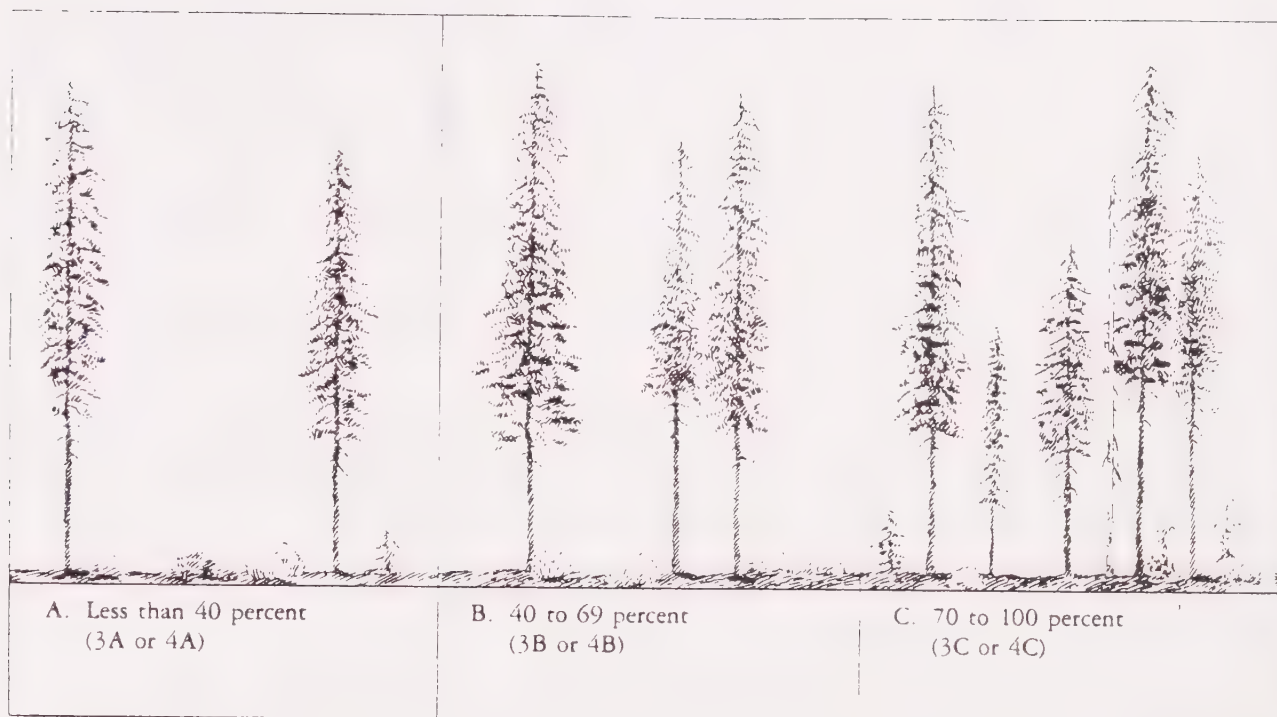 A. Less than 40 percent
(3A or 4A)
B. 40 to 69 percent
(3B or 4B)
C. 70 to 100 percent
(3C or 4C)